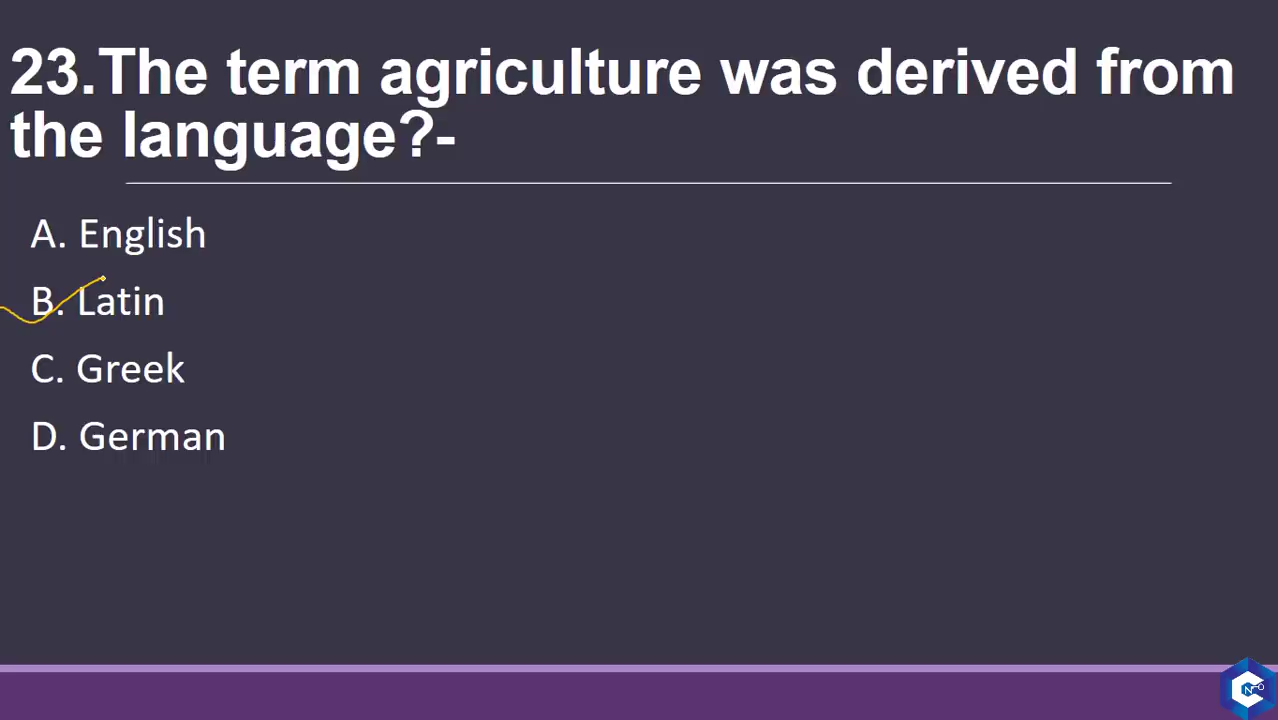 23.The term agriculture was derived from
the language?-
A. English
B. Latin
C. Greek
D. German